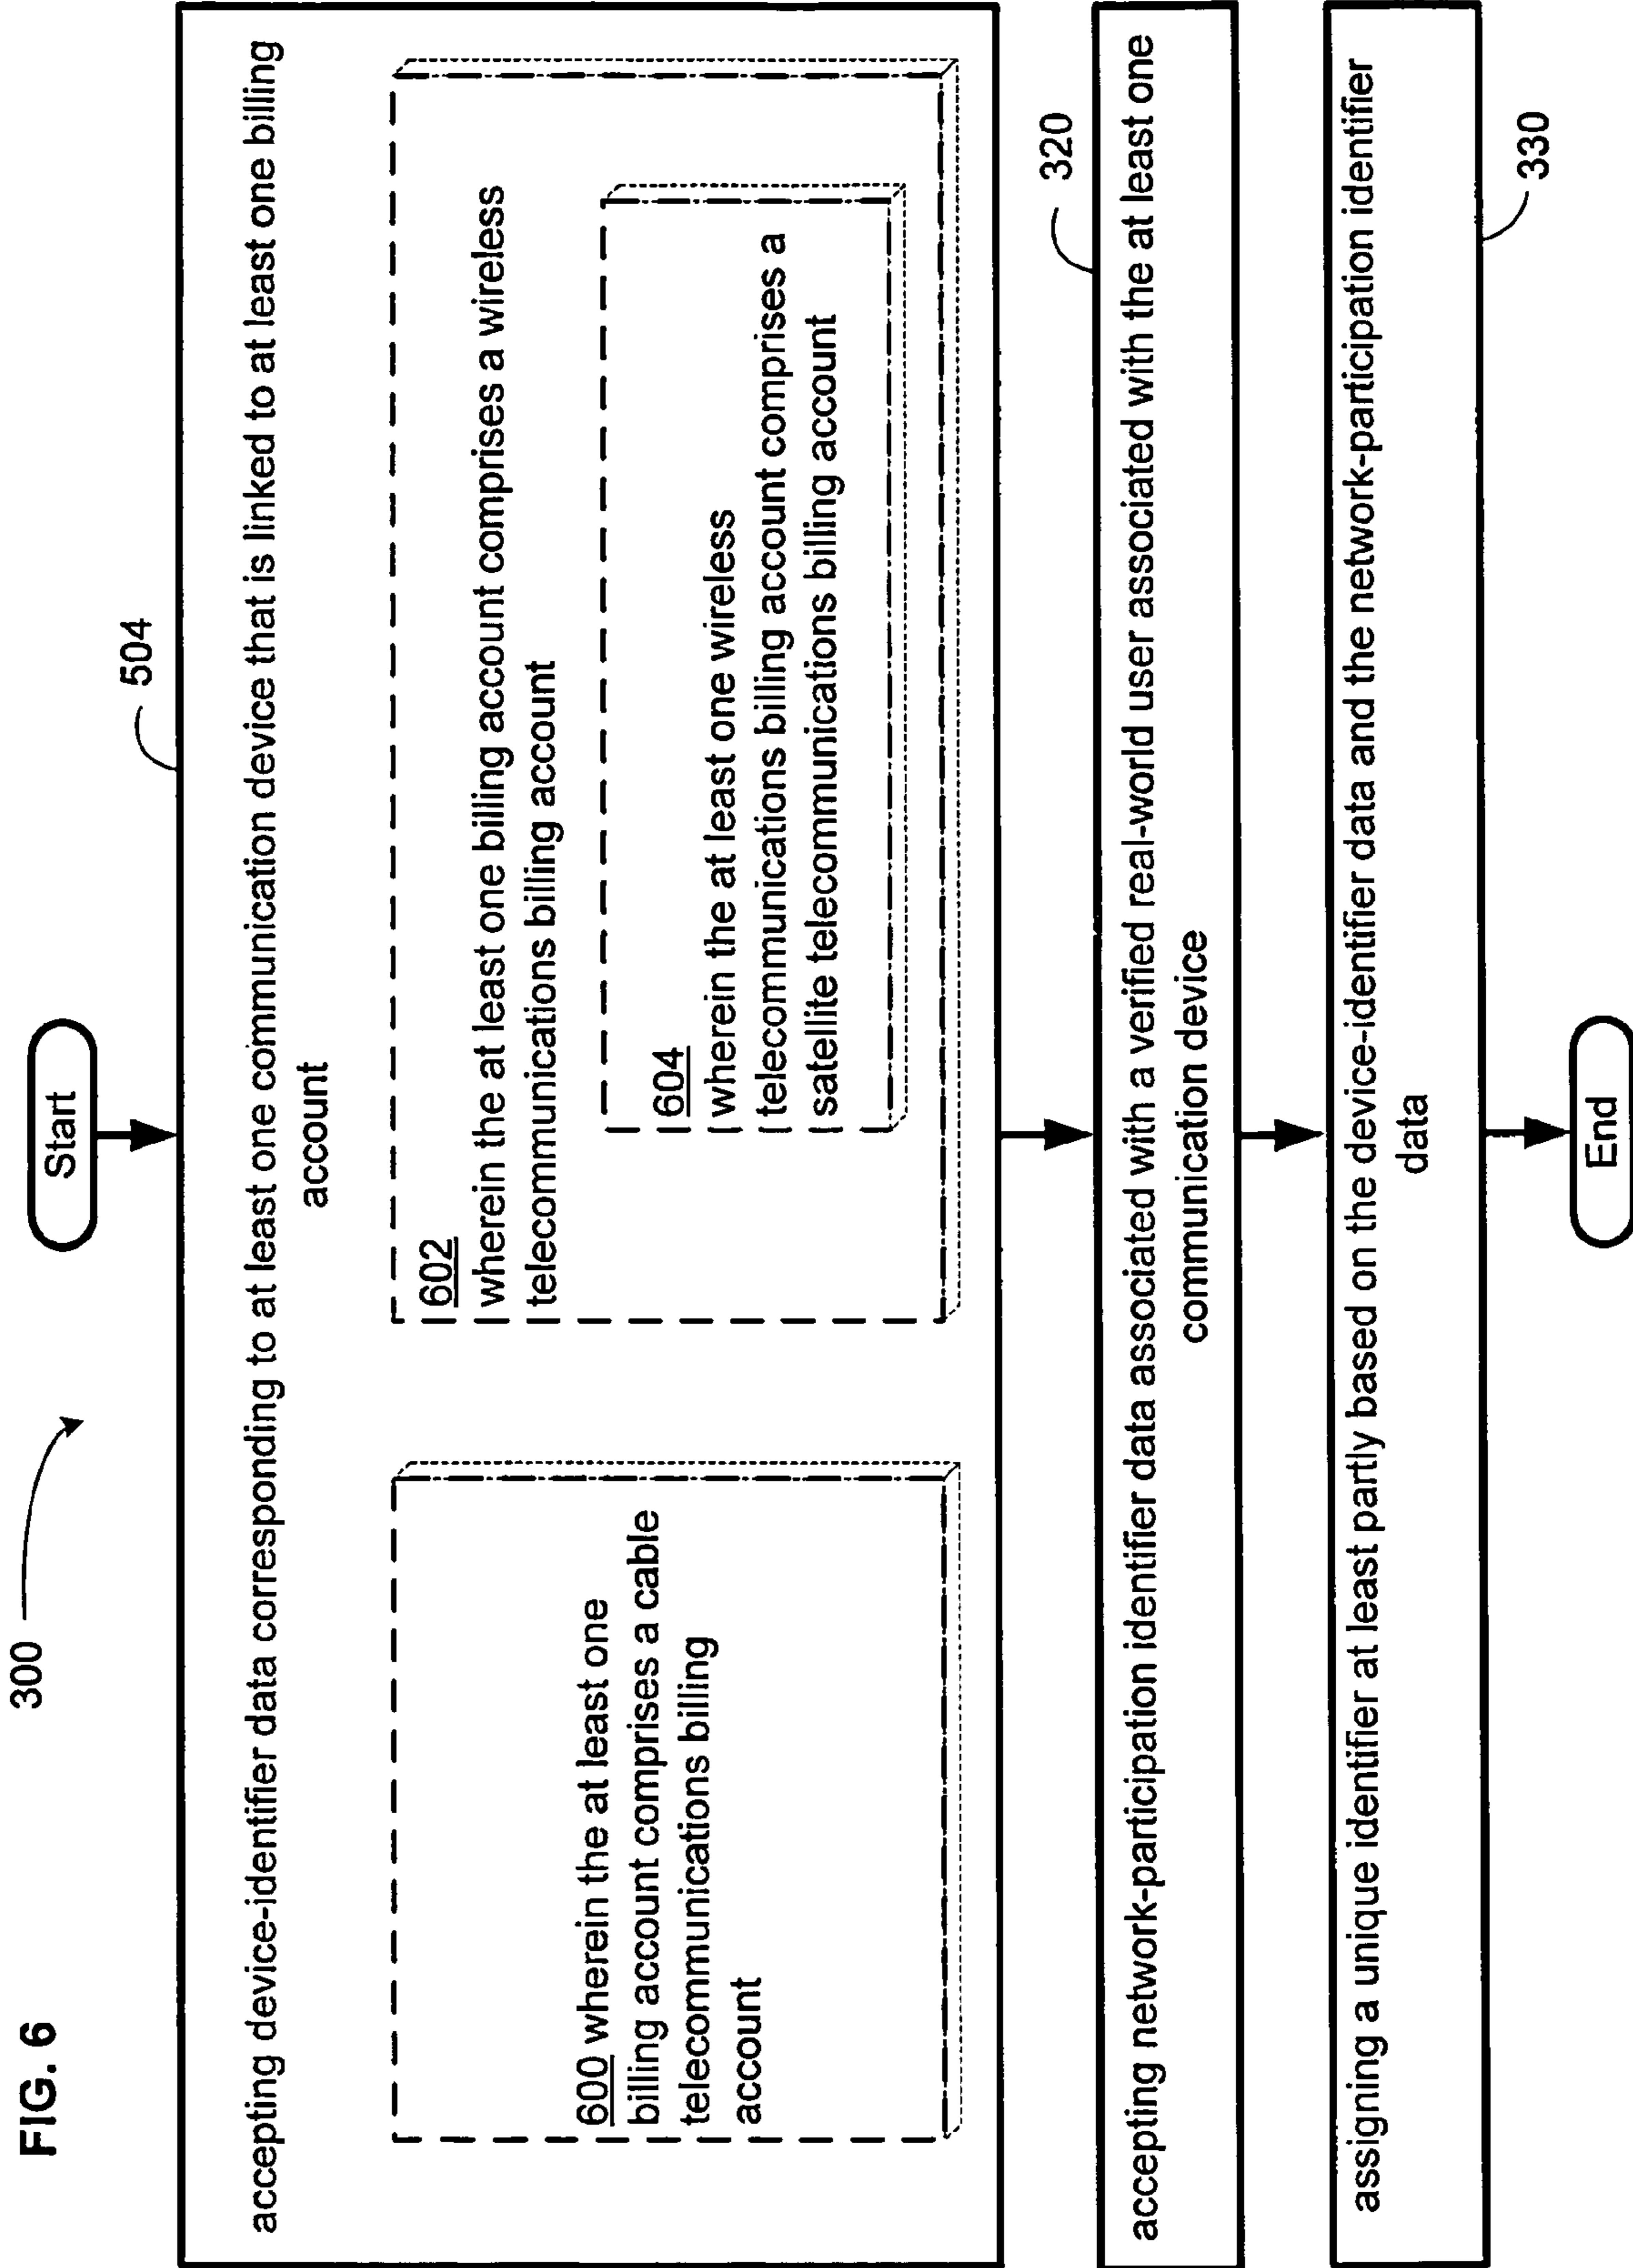 FIG. 6
300
Start
504
accepting device-identifier data corresponding to at least one communication device that is linked to at least one billing
account
600 wherein the at least one
billing account comprises a cable
telecommunications billing
account
602
wherein the at least one billing account comprises a wireless
telecommunications billing account
604
wherein the at least one wireless
telecommunications billing account comprises a
satellite telecommunications billing account
320
accepting network-participation identifier data associated with a verified real-world user associated with the at least one
communication device
assigning a unique identifier at least partly based on the device-identifier data and the network-participation identifier
data
330
End